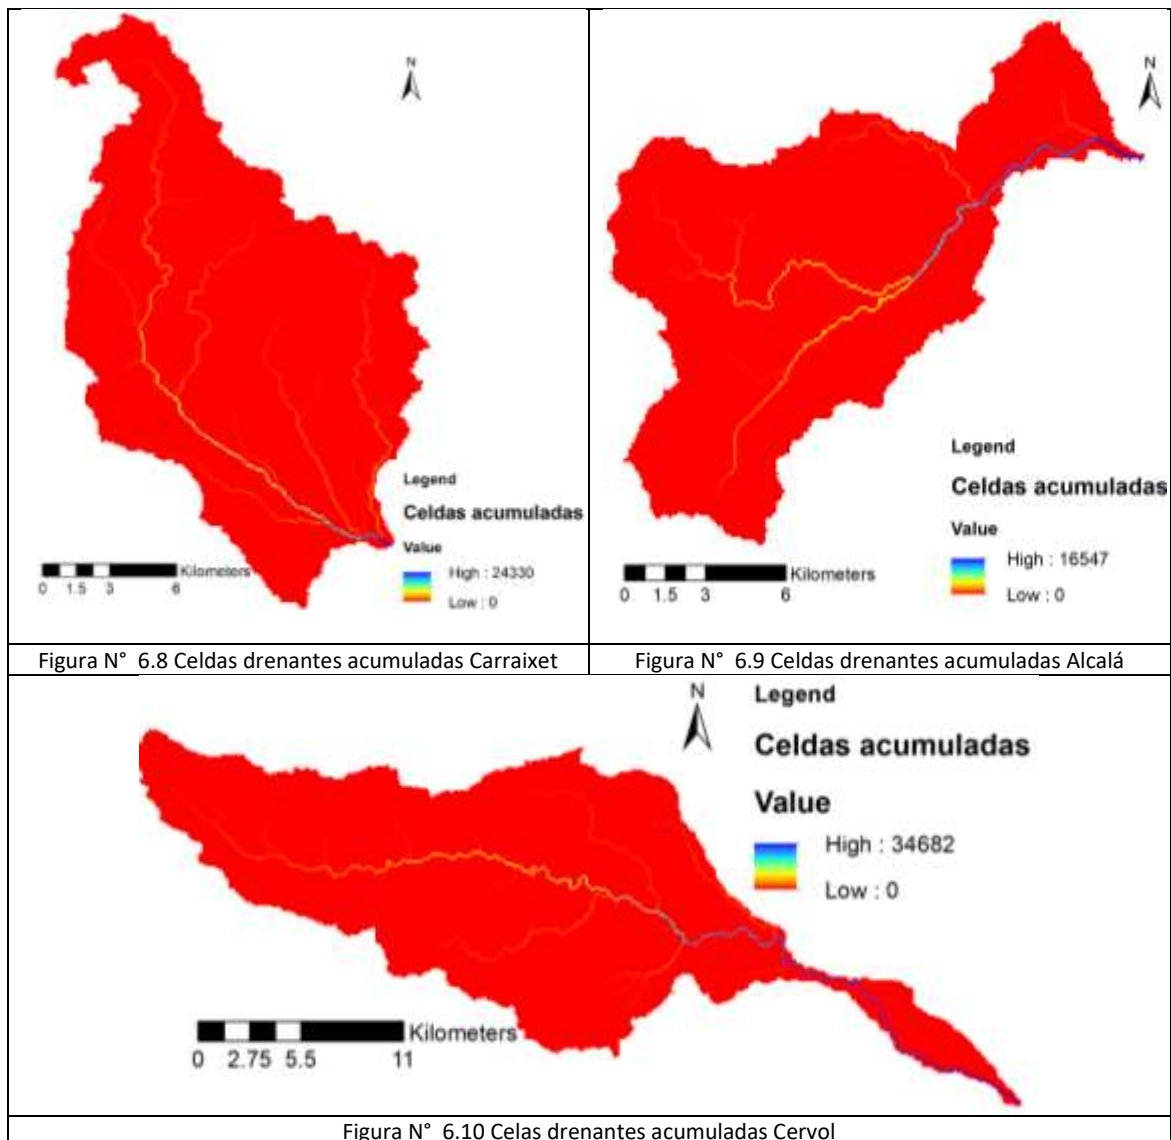 N
Legend
Celdas acumuladas
Value
High : 24330
Low : 0
Kilometers
0 1.5 3 6
Figura N° 6.8 Celdas drenantes acumuladas Carraixet
N
Legend
Celdas acumuladas
Value
High : 16547
Low : 0
Kilometers
0 1.5 3 6
Figura N° 6.9 Celdas drenantes acumuladas Alcalá
N
Legend
Celdas acumuladas
Value
High : 34682
Low : 0
Kilometers
0 2.75 5.5 11
Figura N° 6.10 Celas drenantes acumuladas Cervol